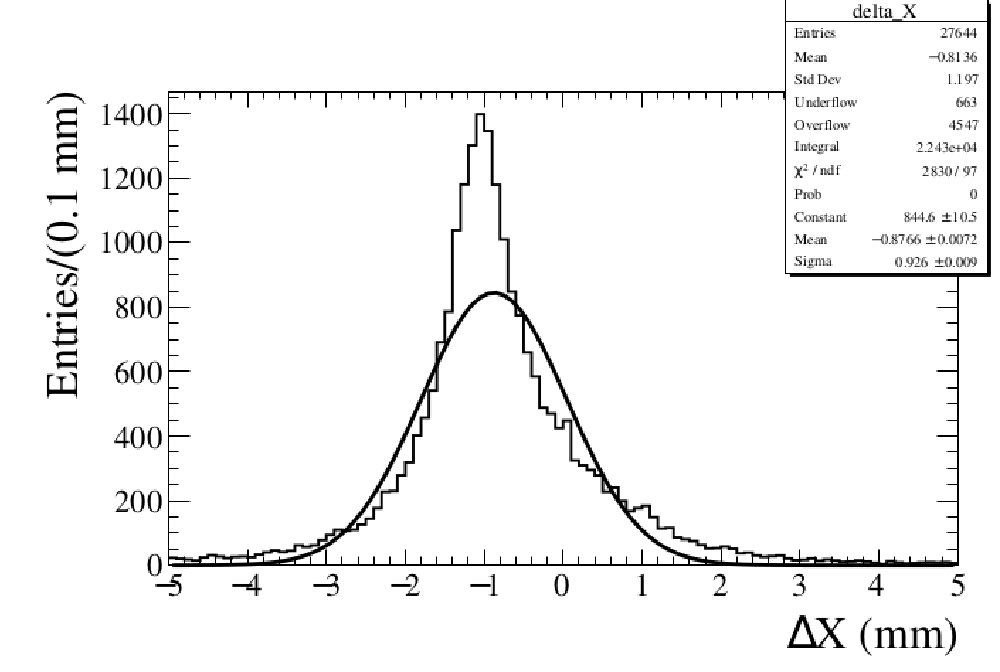 delta_X
Entries 27644
Mean −0.8136
Std Dev 1.197
Underflow 663
Overflow 4547
Integral 2.243e+04
χ² / ndf 2830 / 97
Prob 0
Constant 844.6 ±10.5
Mean −0.8766 ±0.0072
Sigma 0.926 ±0.009
Entries/(0.1 mm)
1400
1200
1000
800
600
400
200
0
−5 −4 −3 −2 −1 0 1 2 3 4 5
ΔX (mm)